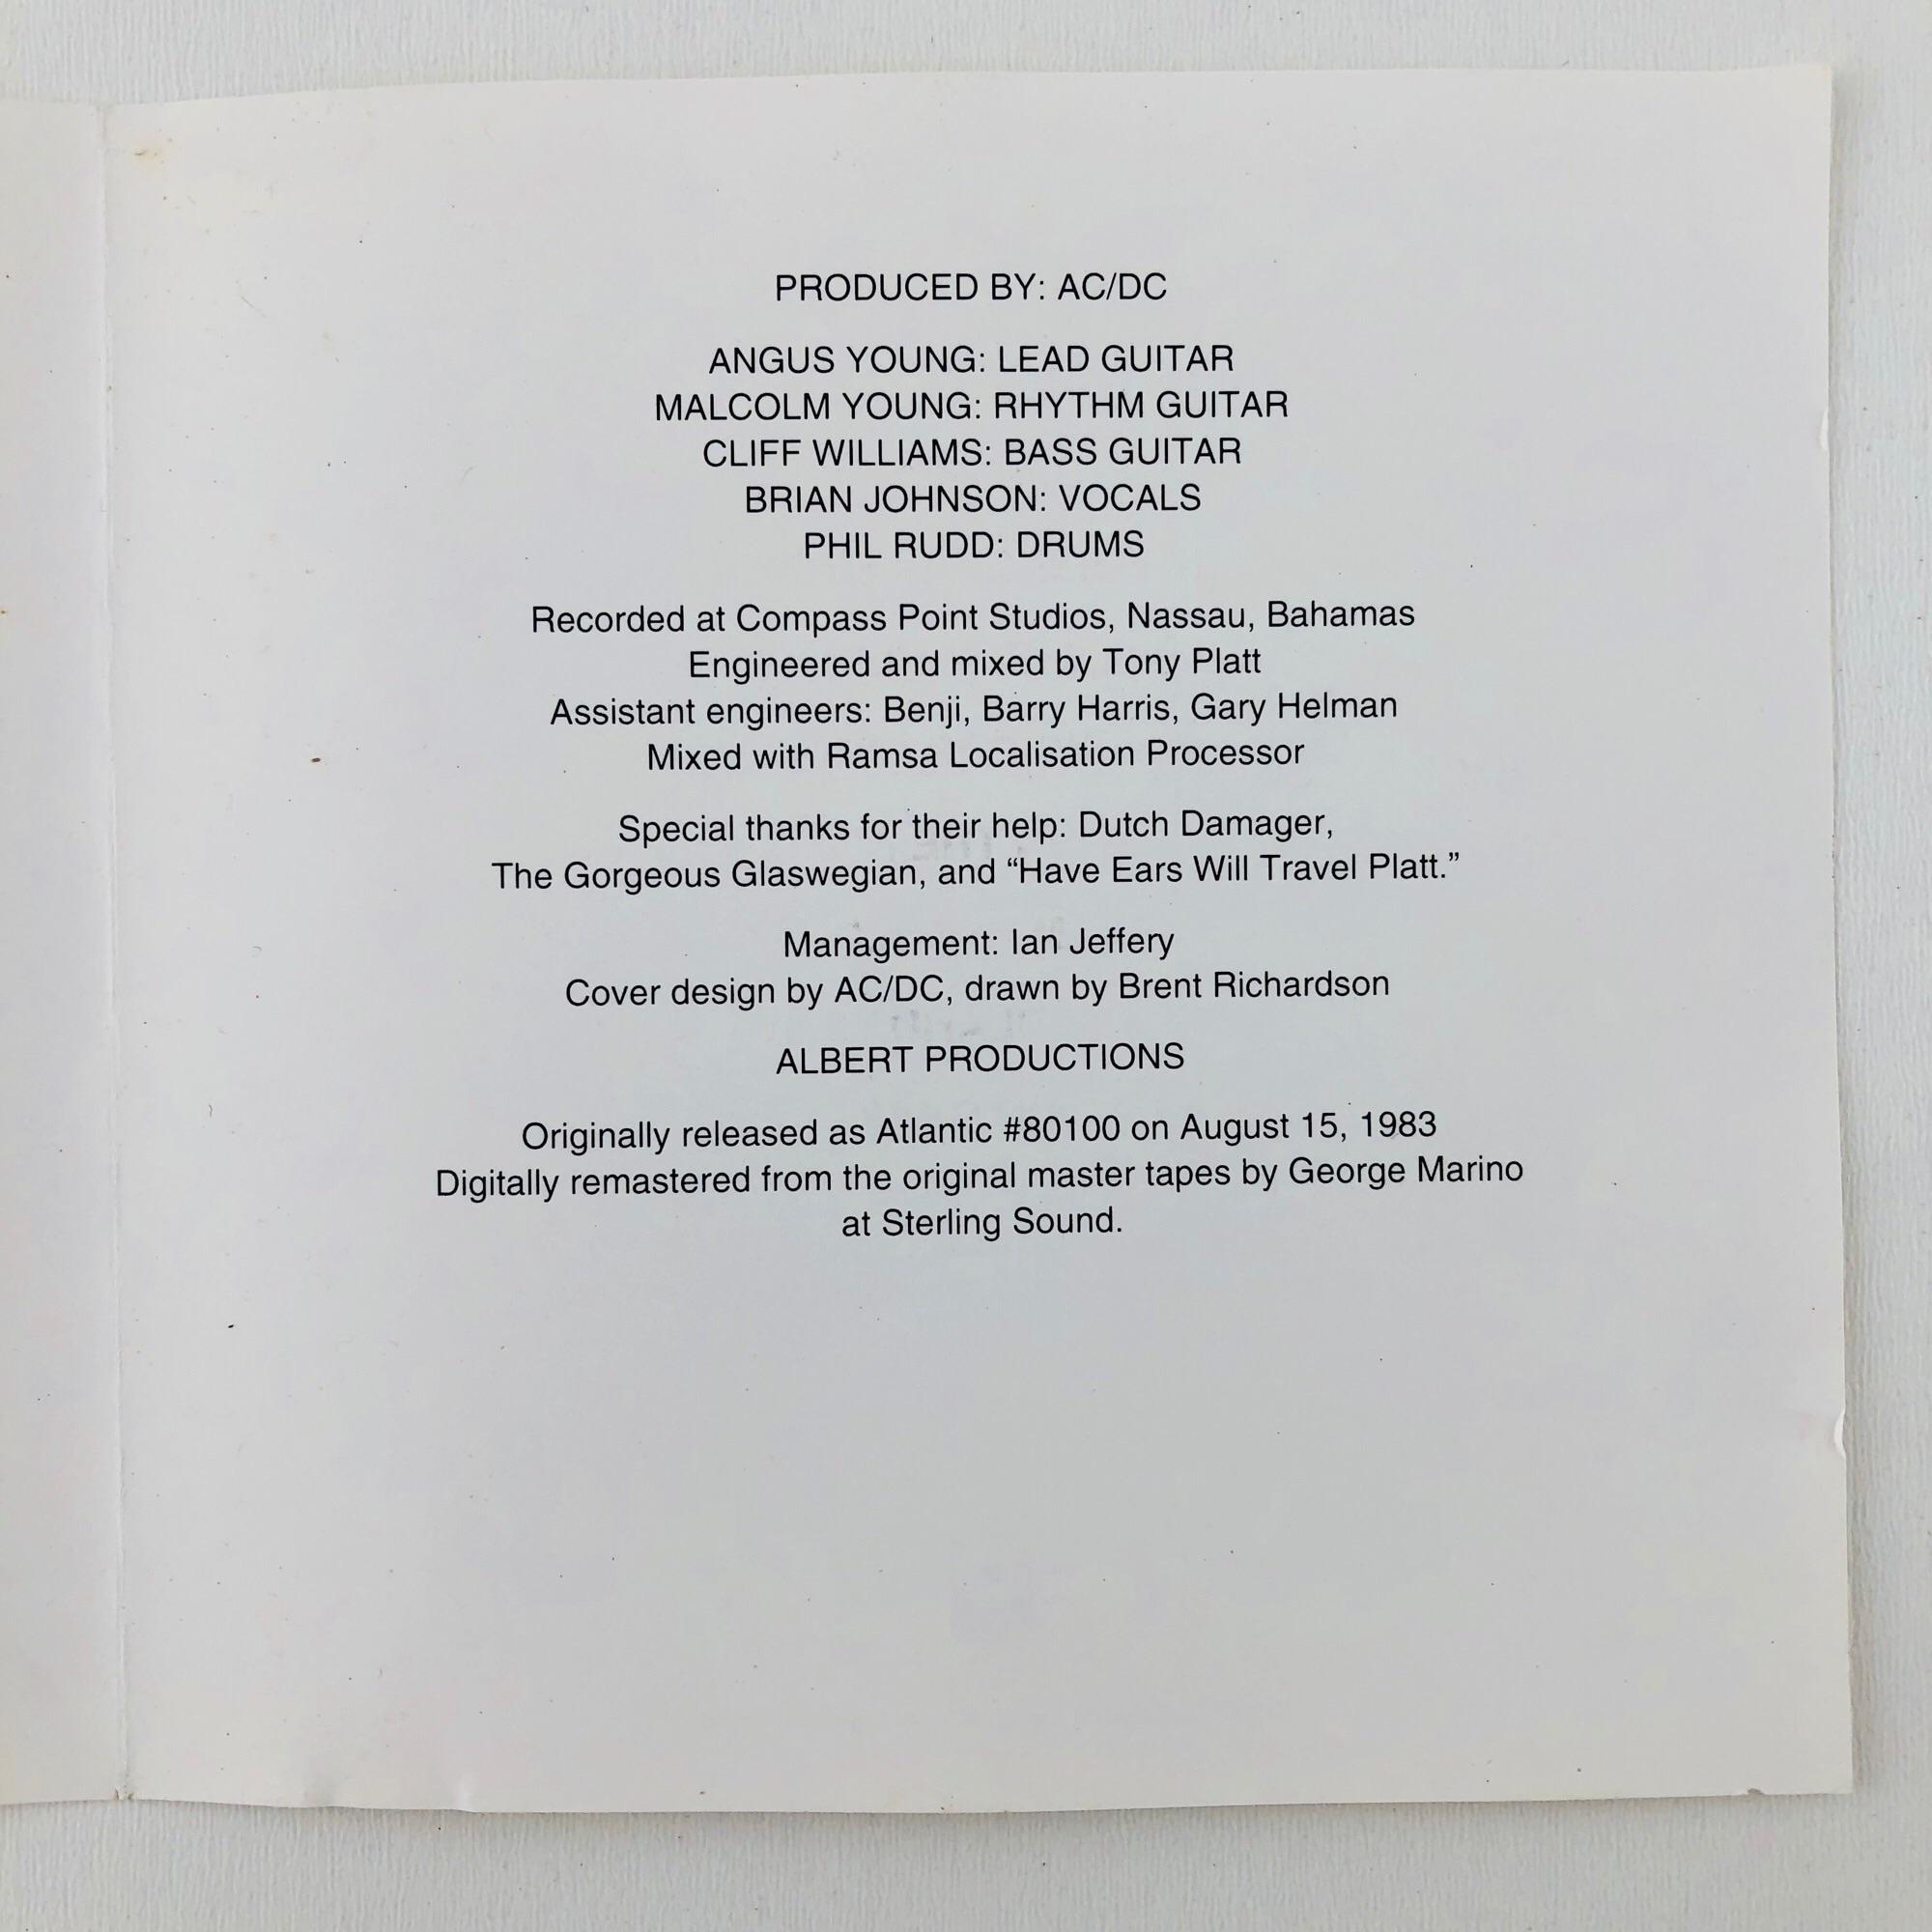 PRODUCED BY: AC/DC
ANGUS YOUNG: LEAD GUITAR
MALCOLM YOUNG: RHYTHM GUITAR
CLIFF WILLIAMS: BASS GUITAR
BRIAN JOHNSON: VOCALS
PHIL RUDD: DRUMS
Recorded at Compass Point Studios, Nassau, Bahamas
Engineered and mixed by Tony Platt
Assistant engineers: Benji, Barry Harris, Gary Helman
Mixed with Ramsa Localisation Processor
Special thanks for their help: Dutch Damager,
The Gorgeous Glaswegian, and “Have Ears Will Travel Platt.”
Management: Ian Jeffery
Cover design by AC/DC, drawn by Brent Richardson
ALBERT PRODUCTIONS
Originally released as Atlantic #80100 on August 15, 1983
Digitally remastered from the original master tapes by George Marino
at Sterling Sound.